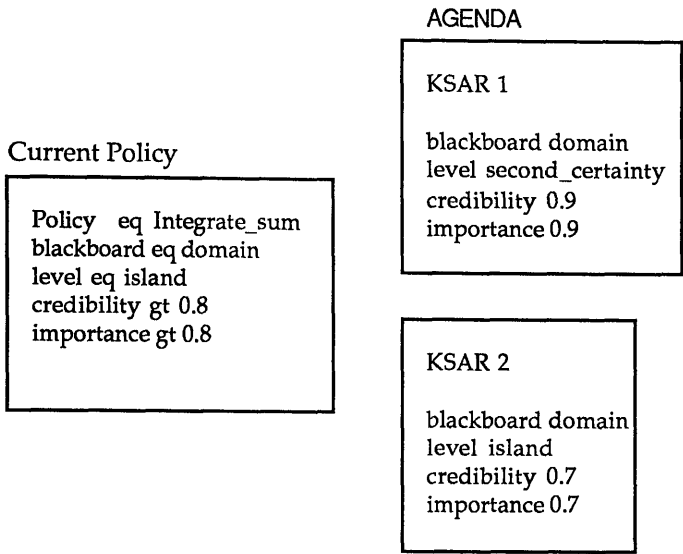 AGENDA
KSAR 1
blackboard domain
level second_certainty
credibility 0.9
importance 0.9
Current Policy
Policy eq Integrate_sum
blackboard eq domain
level eq island
credibility gt 0.8
importance gt 0.8
KSAR 2
blackboard domain
level island
credibility 0.7
importance 0.7